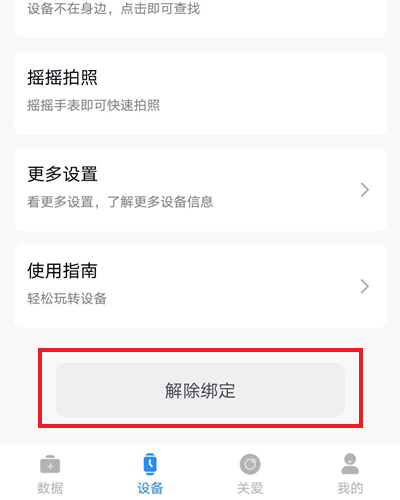 设备不在身边，点击即可查找
摇摇拍照
摇摇手表即可快速拍照
更多设置
看更多设置，了解更多设备信息
使用指南
轻松玩转设备
解除绑定
数据
设备
关爱
我的